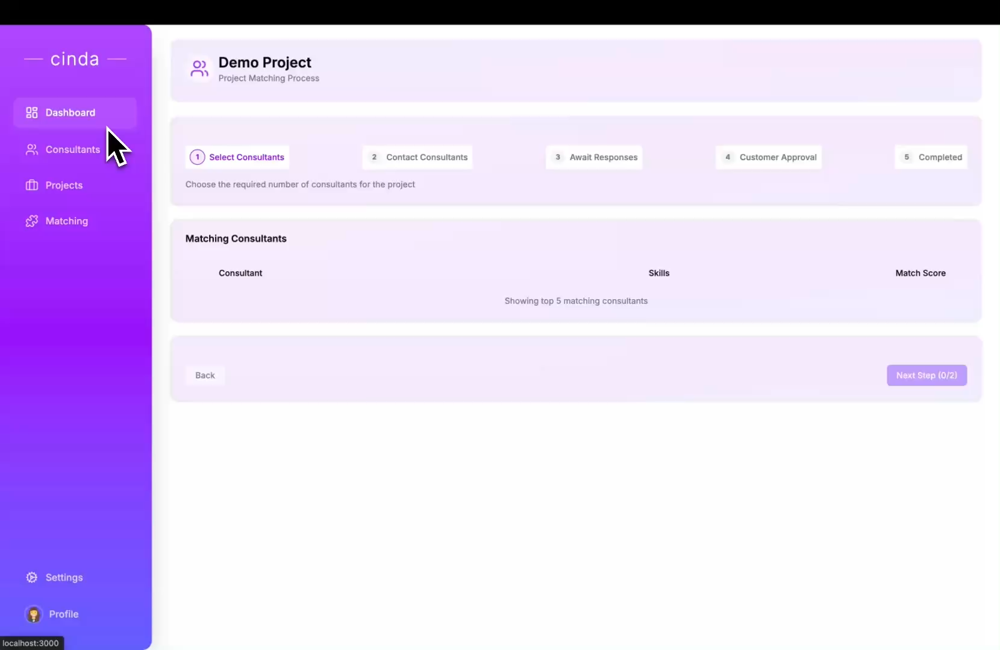 cinda
Dashboard
Consultants
Projects
Matching
Settings
Profile
localhost:3000
Demo Project
Project Matching Process
1 Select Consultants
2 Contact Consultants
3 Await Responses
4 Customer Approval
5 Completed
Choose the required number of consultants for the project
Matching Consultants
Consultant Skills Match Score
Showing top 5 matching consultants
Back
Next Step (0/2)